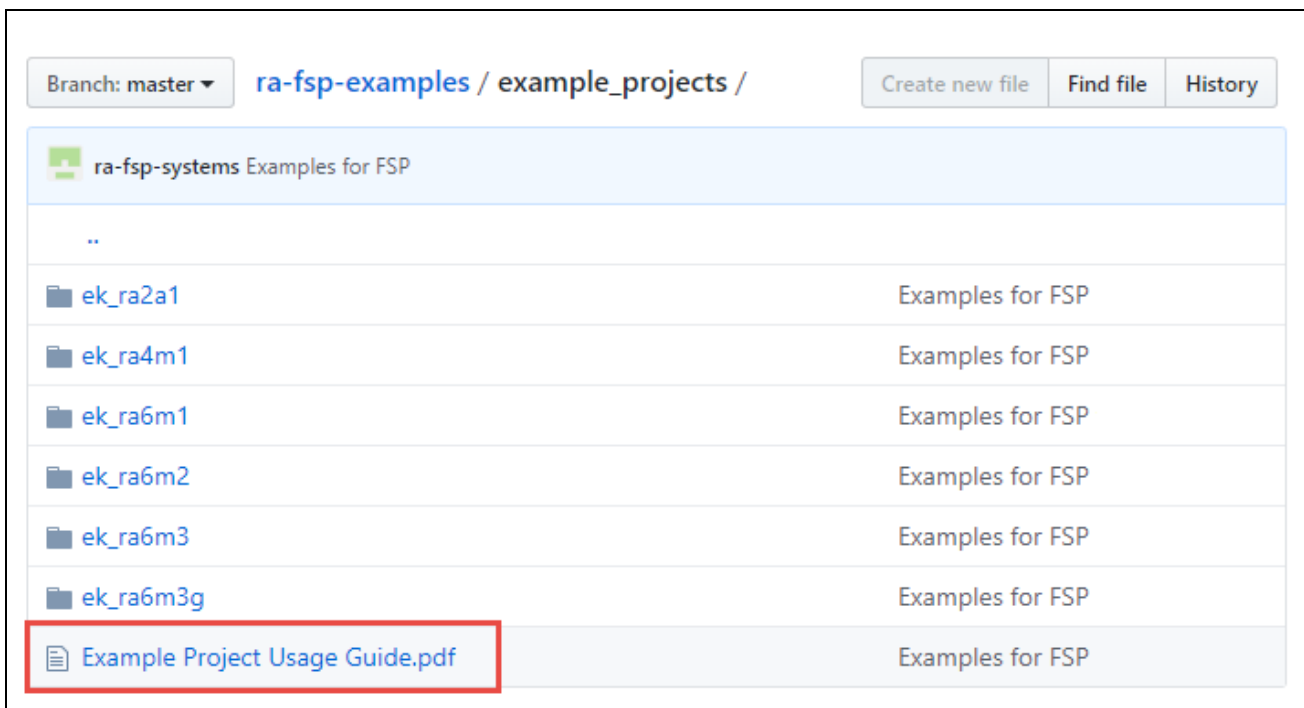 Branch: master ra-fsp-examples / example_projects / Create new file Find file History
ra-fsp-systems Examples for FSP
..
ek_ra2a1 Examples for FSP
ek_ra4m1 Examples for FSP
ek_ra6m1 Examples for FSP
ek_ra6m2 Examples for FSP
ek_ra6m3 Examples for FSP
ek_ra6m3g Examples for FSP
Example Project Usage Guide.pdf Examples for FSP